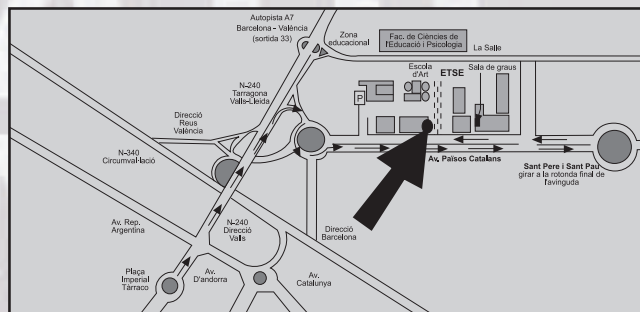 Autopista A7
Barcelona - València
(sortida 33)
Zona
educacional
Fac. de Ciències de
l'Educació i Psicologia
La Salle
Escola
d'Art
ETSE
Sala de graus
N-240
Tarragona
Valls-Lleida
P
Direcció
Reus
València
N-340
Circumval·lació
Av. Països Catalans
Sant Pere i Sant Pau
girar a la rotonda final de
l'avinguda
Av. Rep.
Argentina
N-240
Direcció
Valls
Direcció
Barcelona
Plaça
Imperial
Tàrraco
Av.
D'andorra
Av.
Catalunya